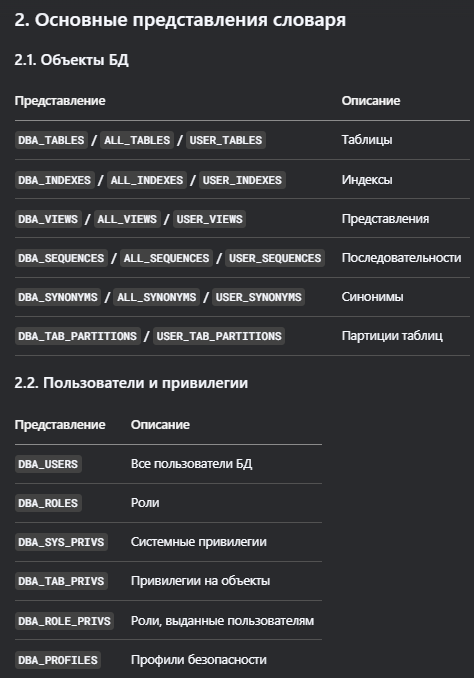 2. Основные представления словаря
2.1. Объекты БД
Представление Описание
DBA_TABLES / ALL_TABLES / USER_TABLES Таблицы
DBA_INDEXES / ALL_INDEXES / USER_INDEXES Индексы
DBA_VIEWS / ALL_VIEWS / USER_VIEWS Представления
DBA_SEQUENCES / ALL_SEQUENCES / USER_SEQUENCES Последовательности
DBA_SYNONYMS / ALL_SYNONYMS / USER_SYNONYMS Синонимы
DBA_TAB_PARTITIONS / USER_TAB_PARTITIONS Партиции таблиц
2.2. Пользователи и привилегии
Представление Описание
DBA_USERS Все пользователи БД
DBA_ROLES Роли
DBA_SYS_PRIVS Системные привилегии
DBA_TAB_PRIVS Привилегии на объекты
DBA_ROLE_PRIVS Роли, выданные пользователям
DBA_PROFILES Профили безопасности